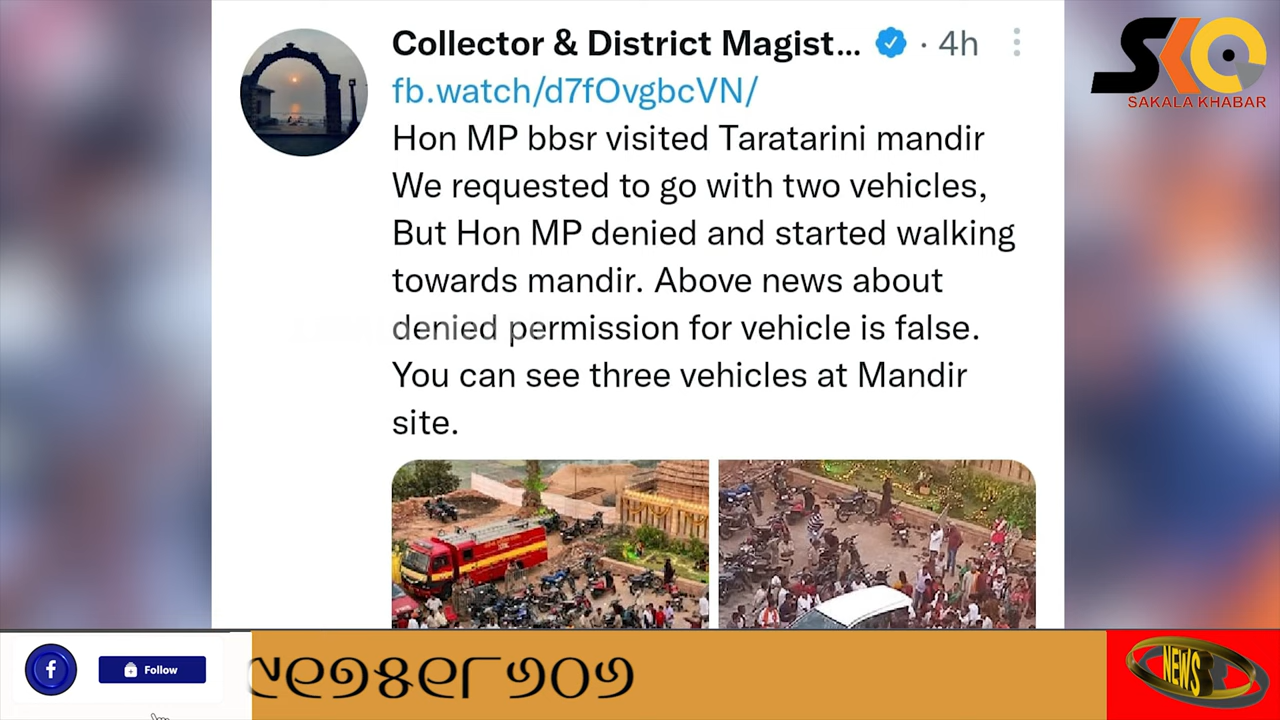 Collector & District Magist... · 4h
fb.watch/d7fOvgbcVN/
Hon MP bbsr visited Taratarini mandir
We requested to go with two vehicles,
But Hon MP denied and started walking
towards mandir. Above news about
denied permission for vehicle is false.
You can see three vehicles at Mandir
site.
SAKALA KHABAR
Follow
NEWS